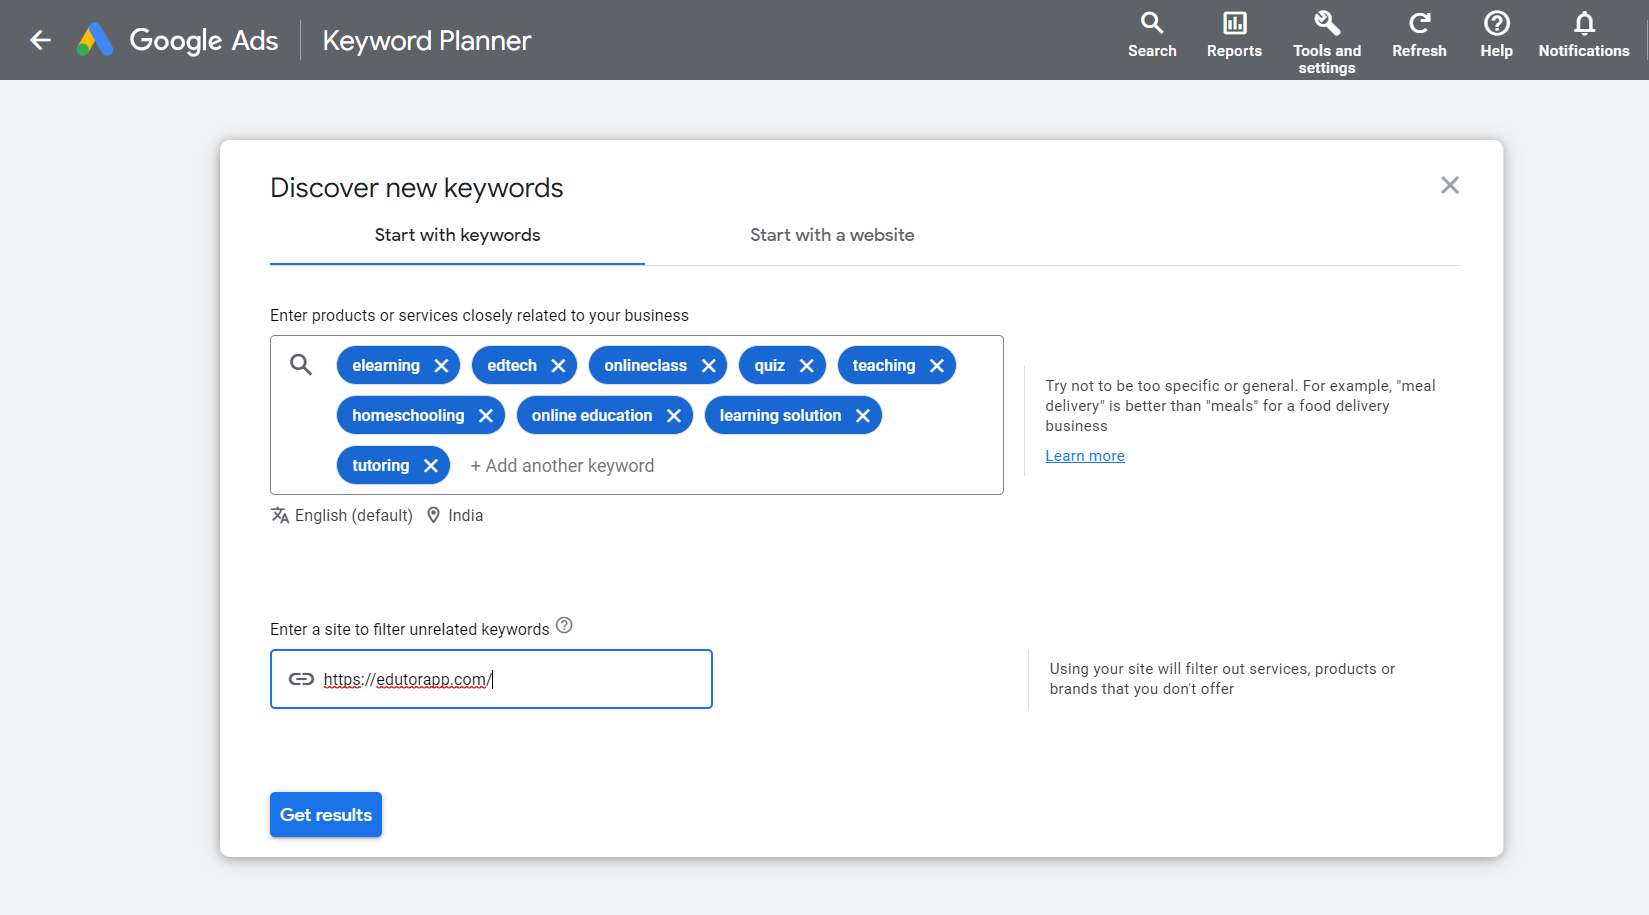 Google Ads Keyword Planner
Search Reports Tools and settings Refresh Help Notifications
Discover new keywords
Start with keywords Start with a website
Enter products or services closely related to your business
elearning edtech onlineclass quiz teaching
homeschooling online education learning solution
tutoring + Add another keyword
Try not to be too specific or general. For example, "meal
delivery" is better than "meals" for a food delivery
business
Learn more
English (default) India
Enter a site to filter unrelated keywords
https://edutorapp.com/
Using your site will filter out services, products or
brands that you don't offer
Get results